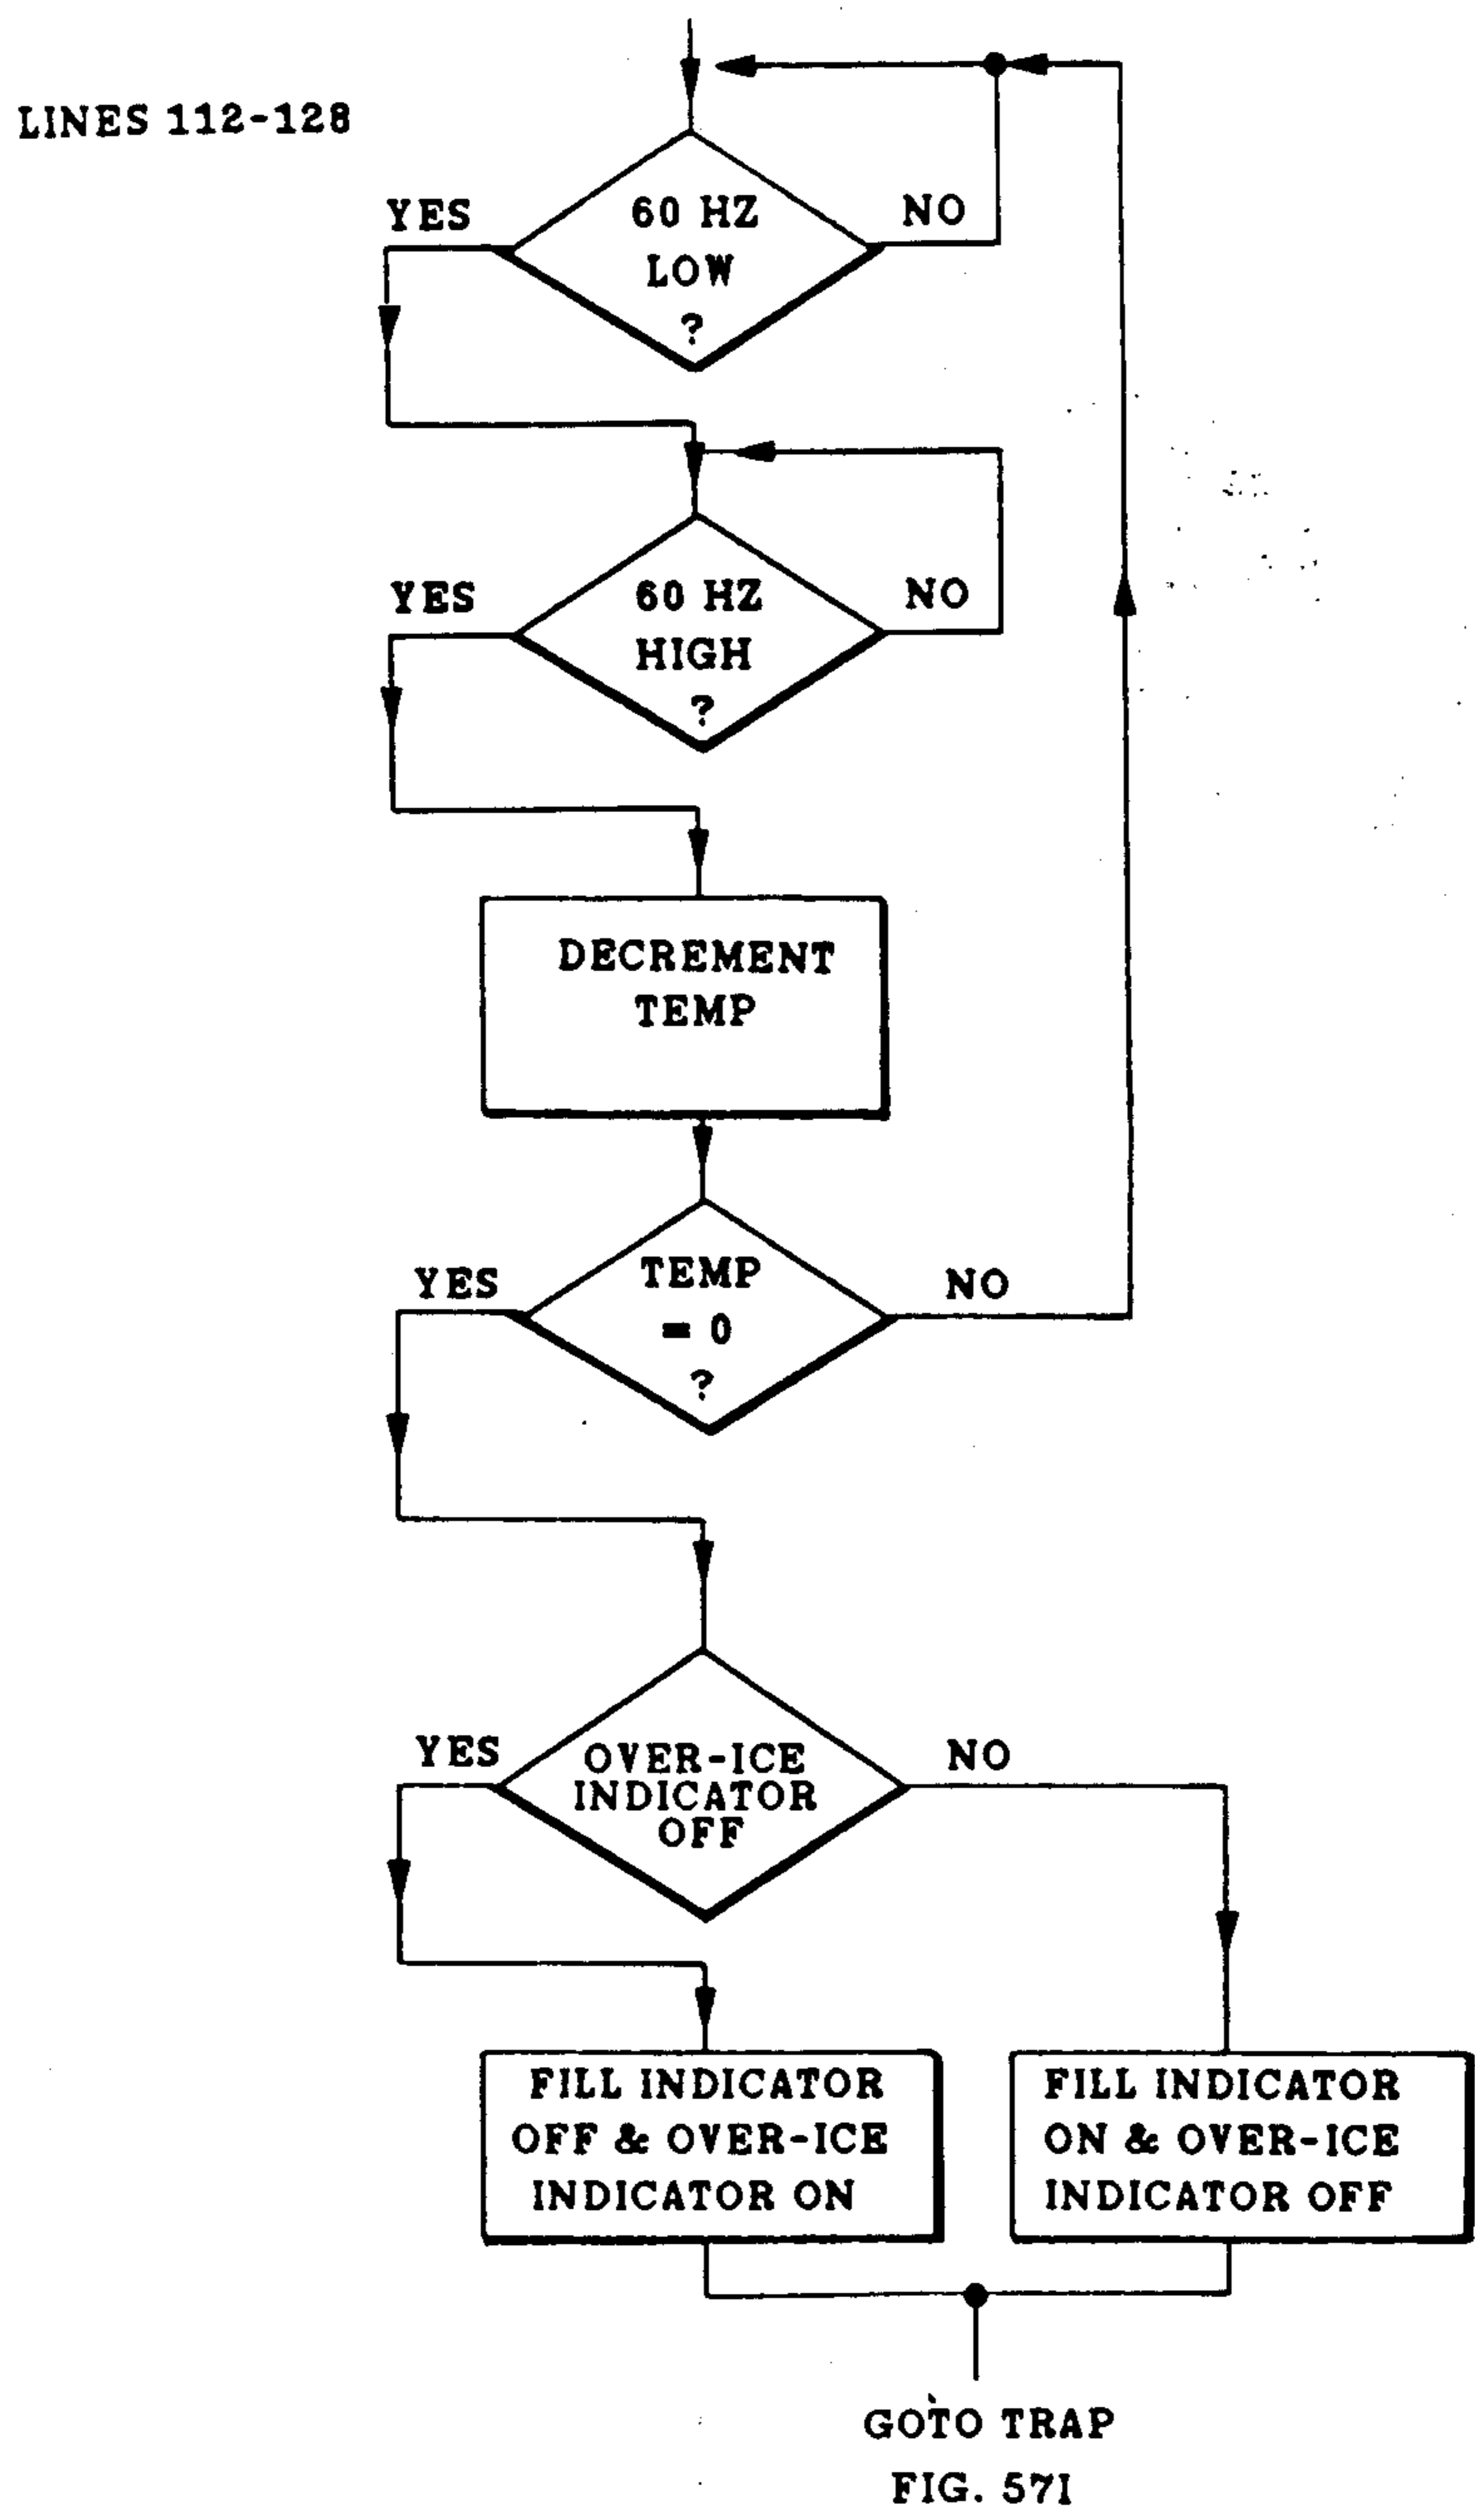 LINES 112-128
60 HZ
LOW
?
YES
NO
60 HZ
HIGH
?
YES
NO
DECREMENT
TEMP
TEMP
= 0
?
YES
NO
OVER-ICE
INDICATOR
OFF
YES
NO
FILL INDICATOR
OFF & OVER-ICE
INDICATOR ON
FILL INDICATOR
ON & OVER-ICE
INDICATOR OFF
GOTO TRAP
FIG. 57I